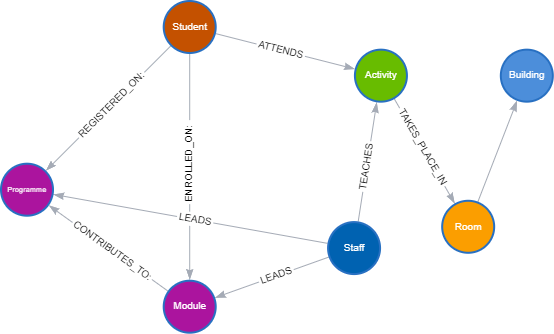 Student
ATTENDS
Activity
Building
REGISTERED_ON:
ENROLLED_ON:
TAKES_PLACE_IN
TEACHES
Programme
LEADS
Room
CONTRIBUTES_TO:
Staff
LEADS
Module